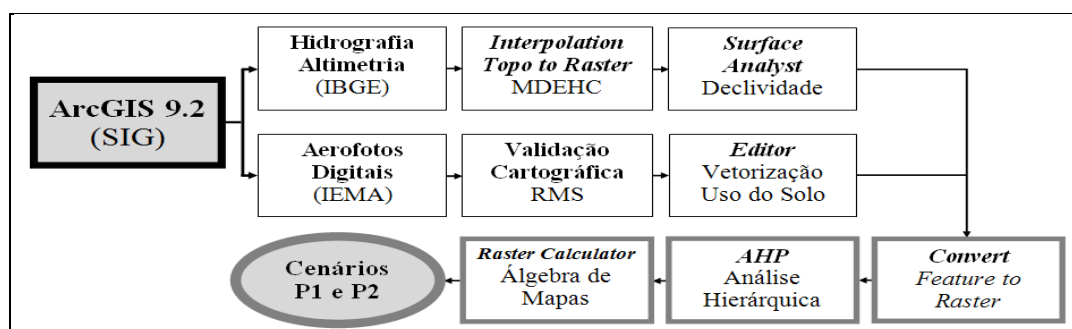 ArcGIS 9.2
(SIG)
Hidrografia
Altimetria
(IBGE)
Interpolation
Topo to Raster
MDEHC
Surface
Analyst
Declividade
Aerofotos
Digitais
(IEMA)
Validação
Cartográfica
RMS
Editor
Vetorização
Uso do Solo
Convert
Feature to
Raster
AHP
Análise
Hierárquica
Raster Calculator
Álgebra de
Mapas
Cenários
P1 e P2